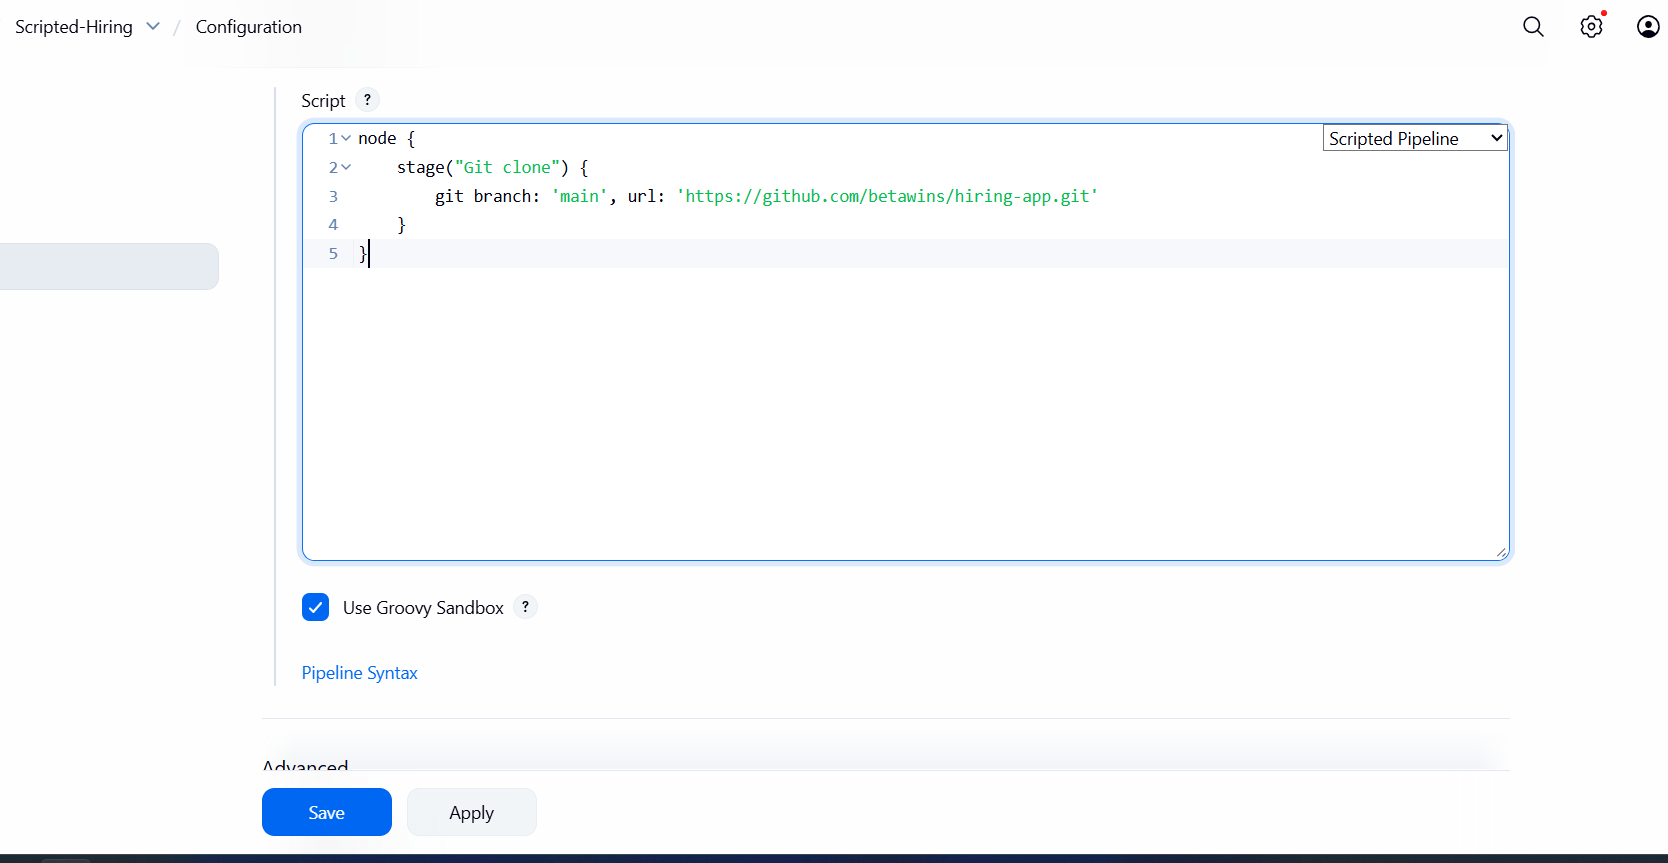 Scripted-Hiring / Configuration
Script ?
Scripted Pipeline
1 node {
2     stage("Git clone") {
3         git branch: 'main', url: 'https://github.com/betawins/hiring-app.git'
4     }
5 }
Use Groovy Sandbox ?
Pipeline Syntax
Advanced
Save Apply